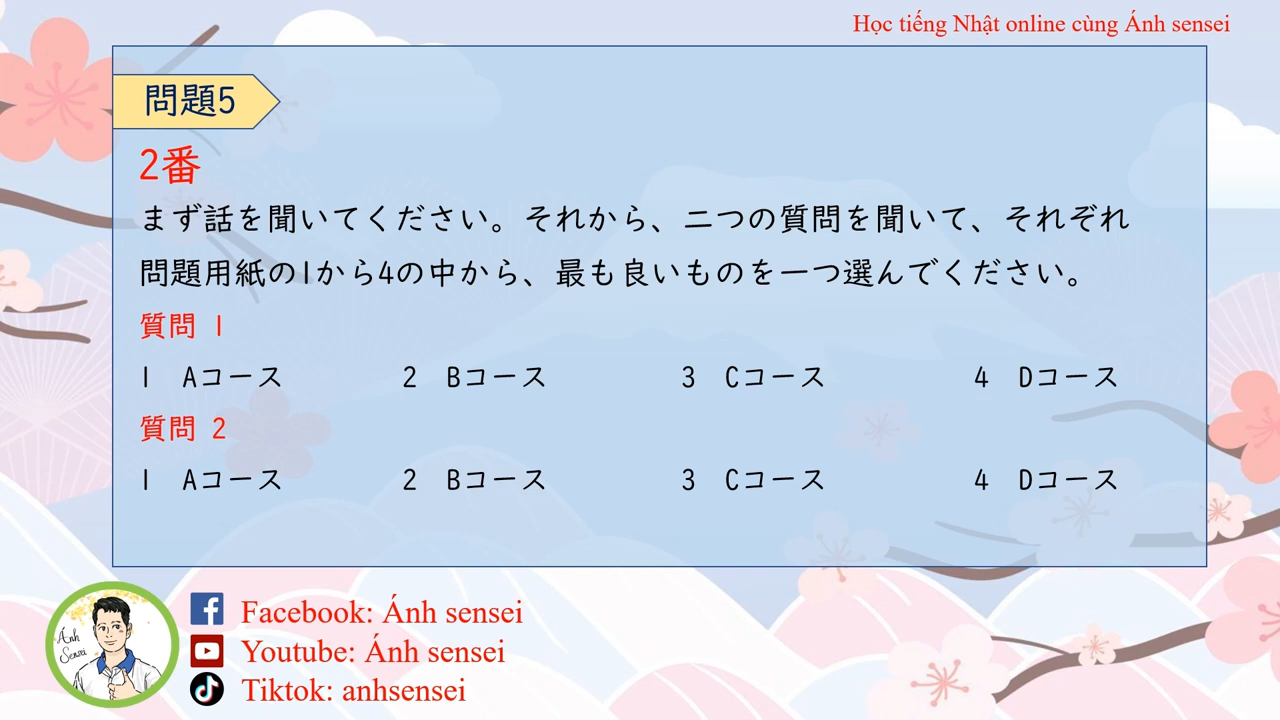 Học tiếng Nhật online cùng Ánh sensei
問題5
2番
まず話を聞いてください。それから、二つの質問を聞いて、それぞれ
問題用紙の1から4の中から、最も良いものを一つ選んでください。
質問 1
1 Aコース 2 Bコース 3 Cコース 4 Dコース
質問 2
1 Aコース 2 Bコース 3 Cコース 4 Dコース
Ánh
Sensei
Facebook: Ánh sensei
Youtube: Ánh sensei
Tiktok: anhsensei